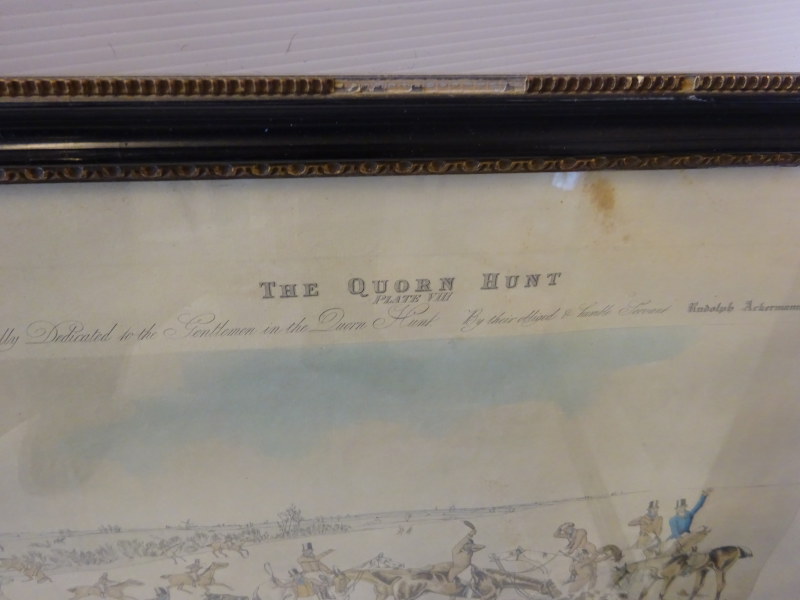 THE QUORN HUNT
PLATE VIII
Dedicated to the Gentlemen in the Quorn Hunt By their Obligd & humble Servant Rudolph Ackermann